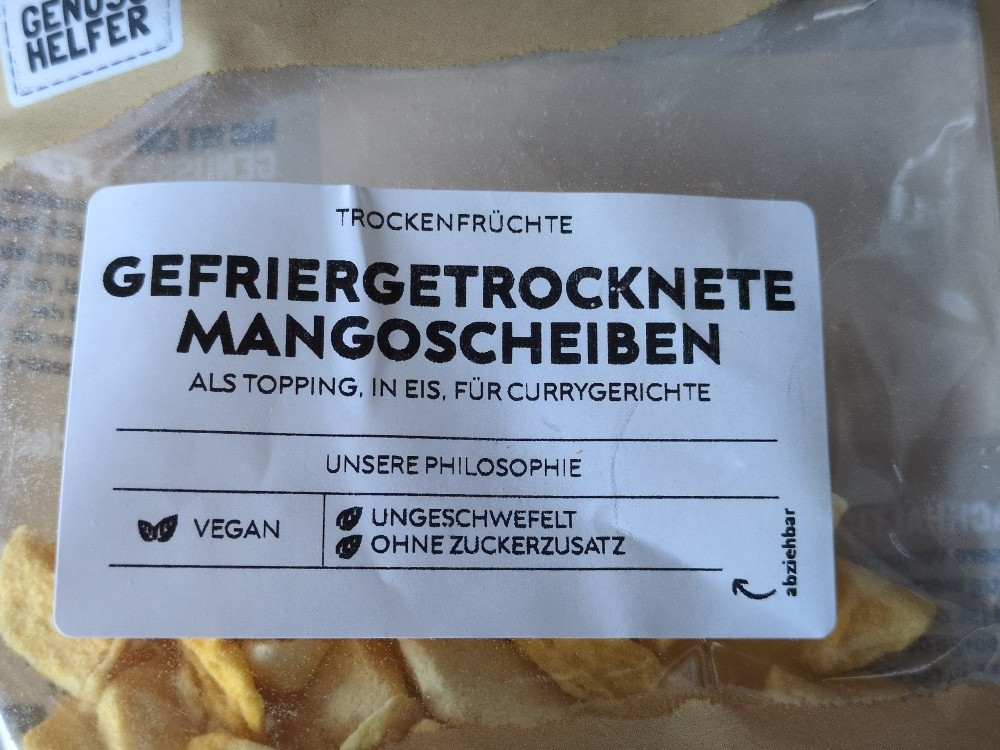 GENUSS
HELFER
TROCKENFRÜCHTE
GEFRIERGETROCKNETE
MANGOSCHEIBEN
ALS TOPPING, IN EIS, FÜR CURRYGERICHTE
UNSERE PHILOSOPHIE
VEGAN
UNGESCHWEFELT
OHNE ZUCKERZUSATZ
abziehbar